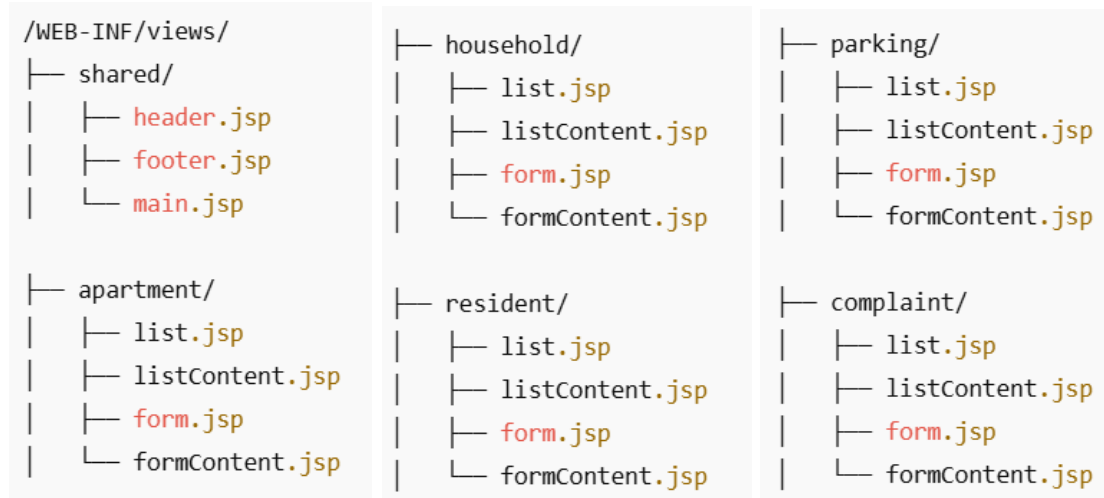 /WEB-INF/views/
├── shared/
│   ├── header.jsp
│   ├── footer.jsp
│   └── main.jsp
├── apartment/
│   ├── list.jsp
│   ├── listContent.jsp
│   ├── form.jsp
│   └── formContent.jsp
├── household/
│   ├── list.jsp
│   ├── listContent.jsp
│   ├── form.jsp
│   └── formContent.jsp
├── resident/
│   ├── list.jsp
│   ├── listContent.jsp
│   ├── form.jsp
│   └── formContent.jsp
├── parking/
│   ├── list.jsp
│   ├── listContent.jsp
│   ├── form.jsp
│   └── formContent.jsp
├── complaint/
│   ├── list.jsp
│   ├── listContent.jsp
│   ├── form.jsp
│   └── formContent.jsp